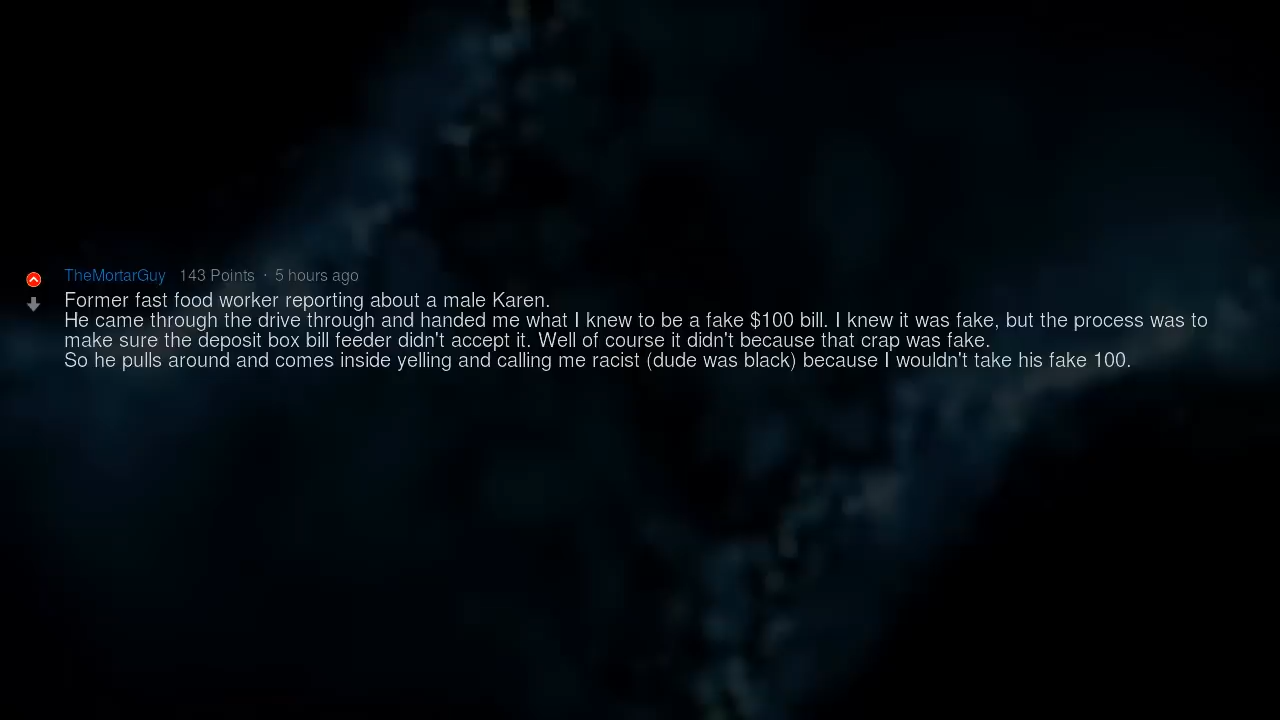 TheMortarGuy 143 Points · 5 hours ago
Former fast food worker reporting about a male Karen.
He came through the drive through and handed me what I knew to be a fake $100 bill. I knew it was fake, but the process was to
make sure the deposit box bill feeder didn't accept it. Well of course it didn't because that crap was fake.
So he pulls around and comes inside yelling and calling me racist (dude was black) because I wouldn't take his fake 100.